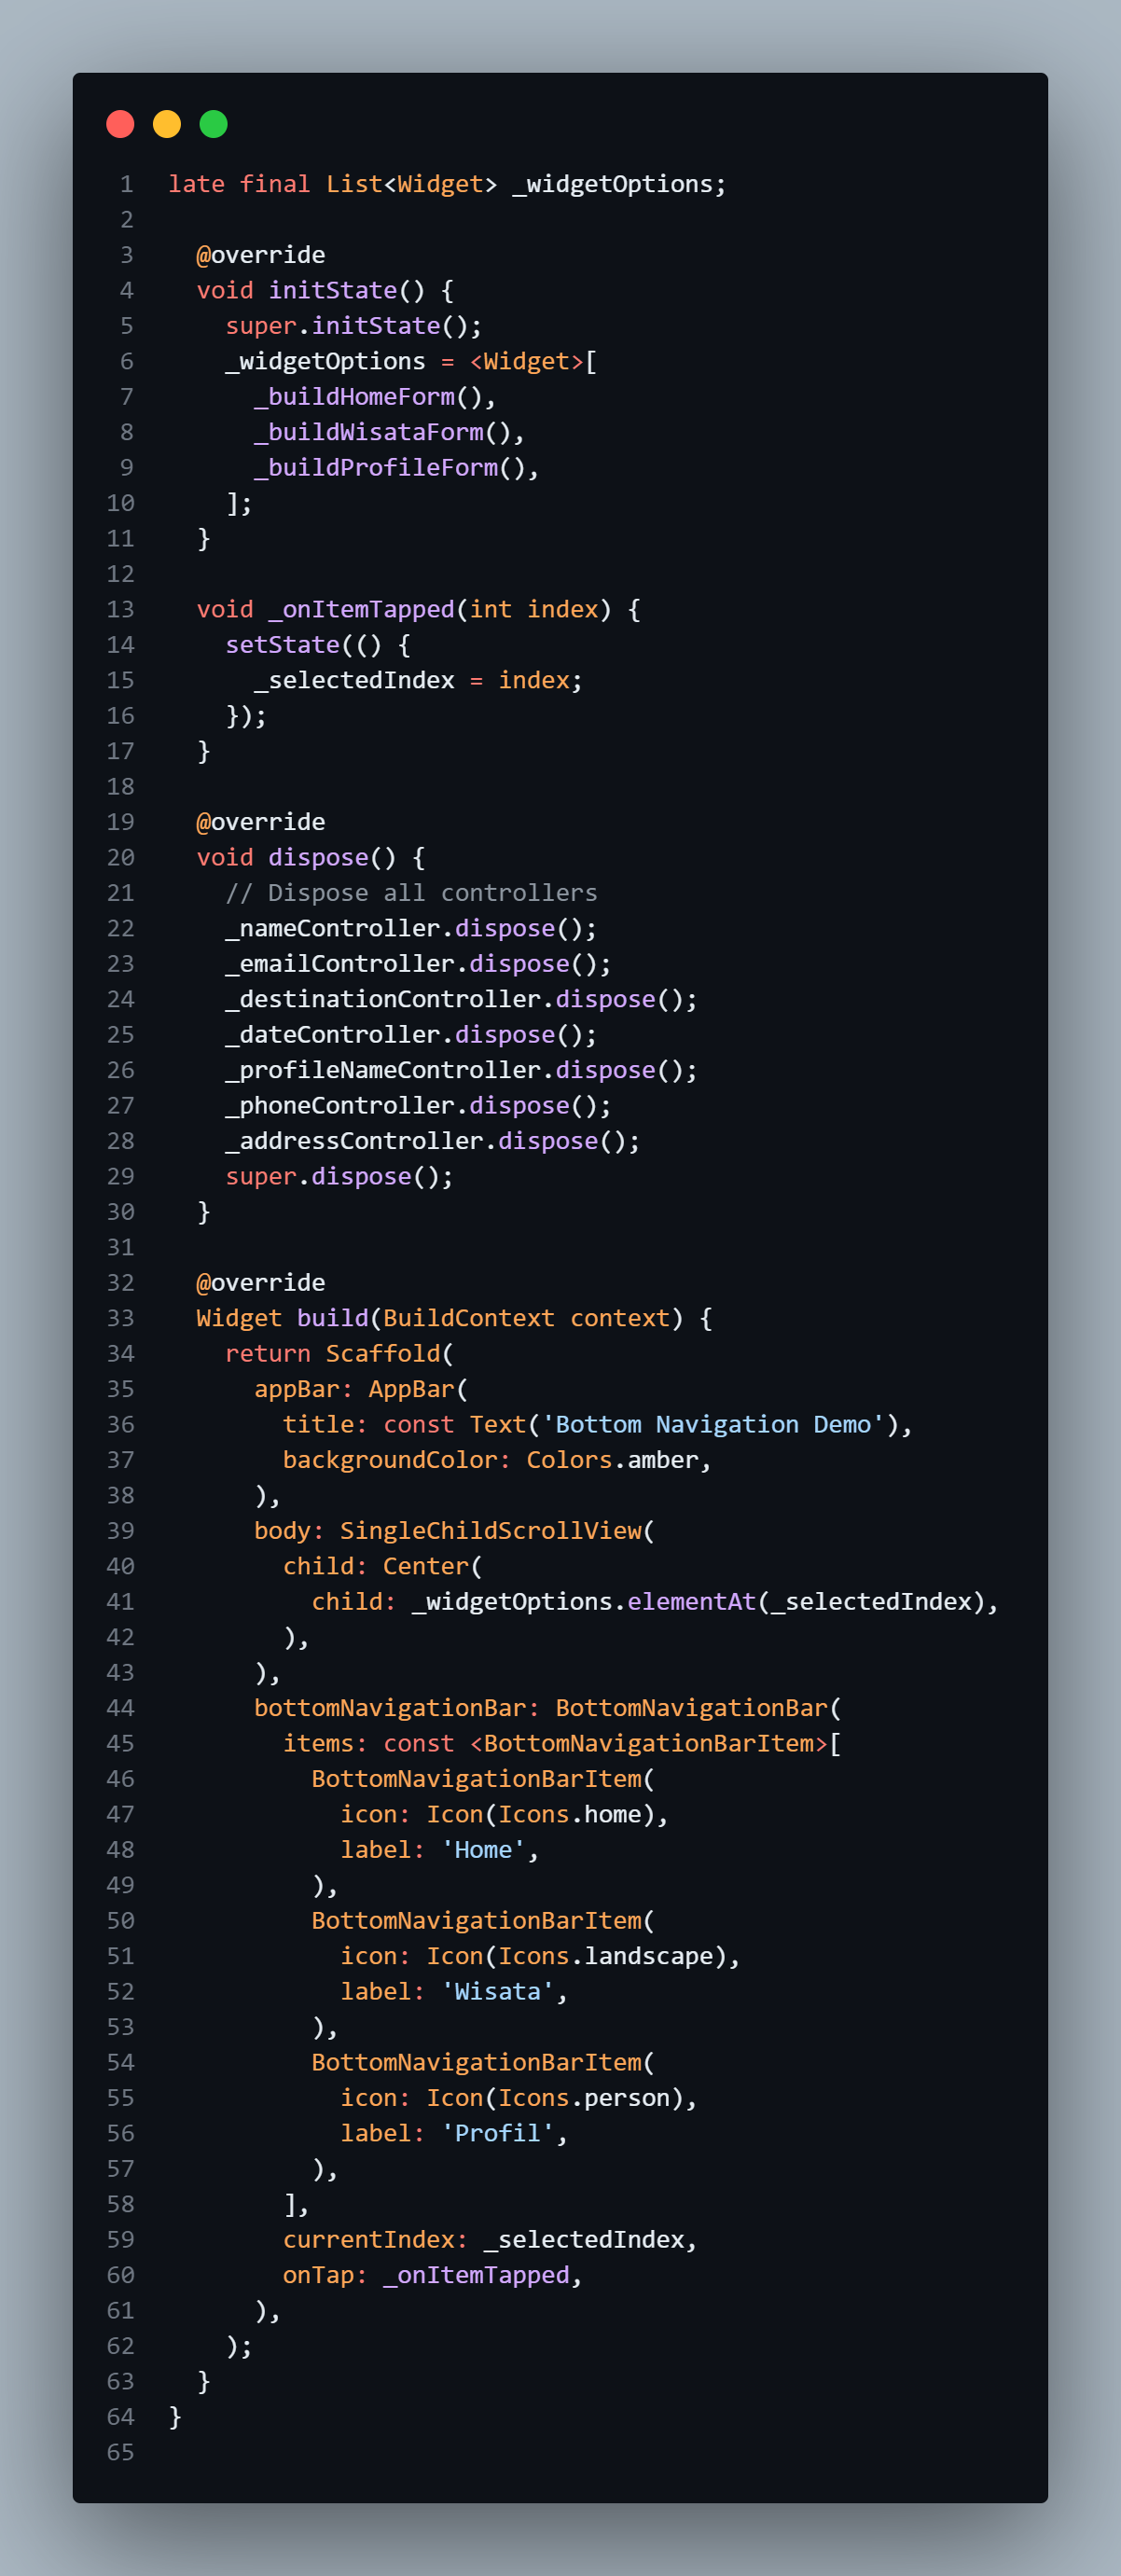 1 late final List<Widget> _widgetOptions;
2
3   @override
4   void initState() {
5     super.initState();
6     _widgetOptions = <Widget>[
7       _buildHomeForm(),
8       _buildWisataForm(),
9       _buildProfileForm(),
10     ];
11   }
12
13   void _onItemTapped(int index) {
14     setState(() {
15       _selectedIndex = index;
16     });
17   }
18
19   @override
20   void dispose() {
21     // Dispose all controllers
22     _nameController.dispose();
23     _emailController.dispose();
24     _destinationController.dispose();
25     _dateController.dispose();
26     _profileNameController.dispose();
27     _phoneController.dispose();
28     _addressController.dispose();
29     super.dispose();
30   }
31
32   @override
33   Widget build(BuildContext context) {
34     return Scaffold(
35       appBar: AppBar(
36         title: const Text('Bottom Navigation Demo'),
37         backgroundColor: Colors.amber,
38       ),
39       body: SingleChildScrollView(
40         child: Center(
41           child: _widgetOptions.elementAt(_selectedIndex),
42         ),
43       ),
44       bottomNavigationBar: BottomNavigationBar(
45         items: const <BottomNavigationBarItem>[
46           BottomNavigationBarItem(
47             icon: Icon(Icons.home),
48             label: 'Home',
49           ),
50           BottomNavigationBarItem(
51             icon: Icon(Icons.landscape),
52             label: 'Wisata',
53           ),
54           BottomNavigationBarItem(
55             icon: Icon(Icons.person),
56             label: 'Profil',
57           ),
58         ],
59         currentIndex: _selectedIndex,
60         onTap: _onItemTapped,
61       ),
62     );
63   }
64 }
65